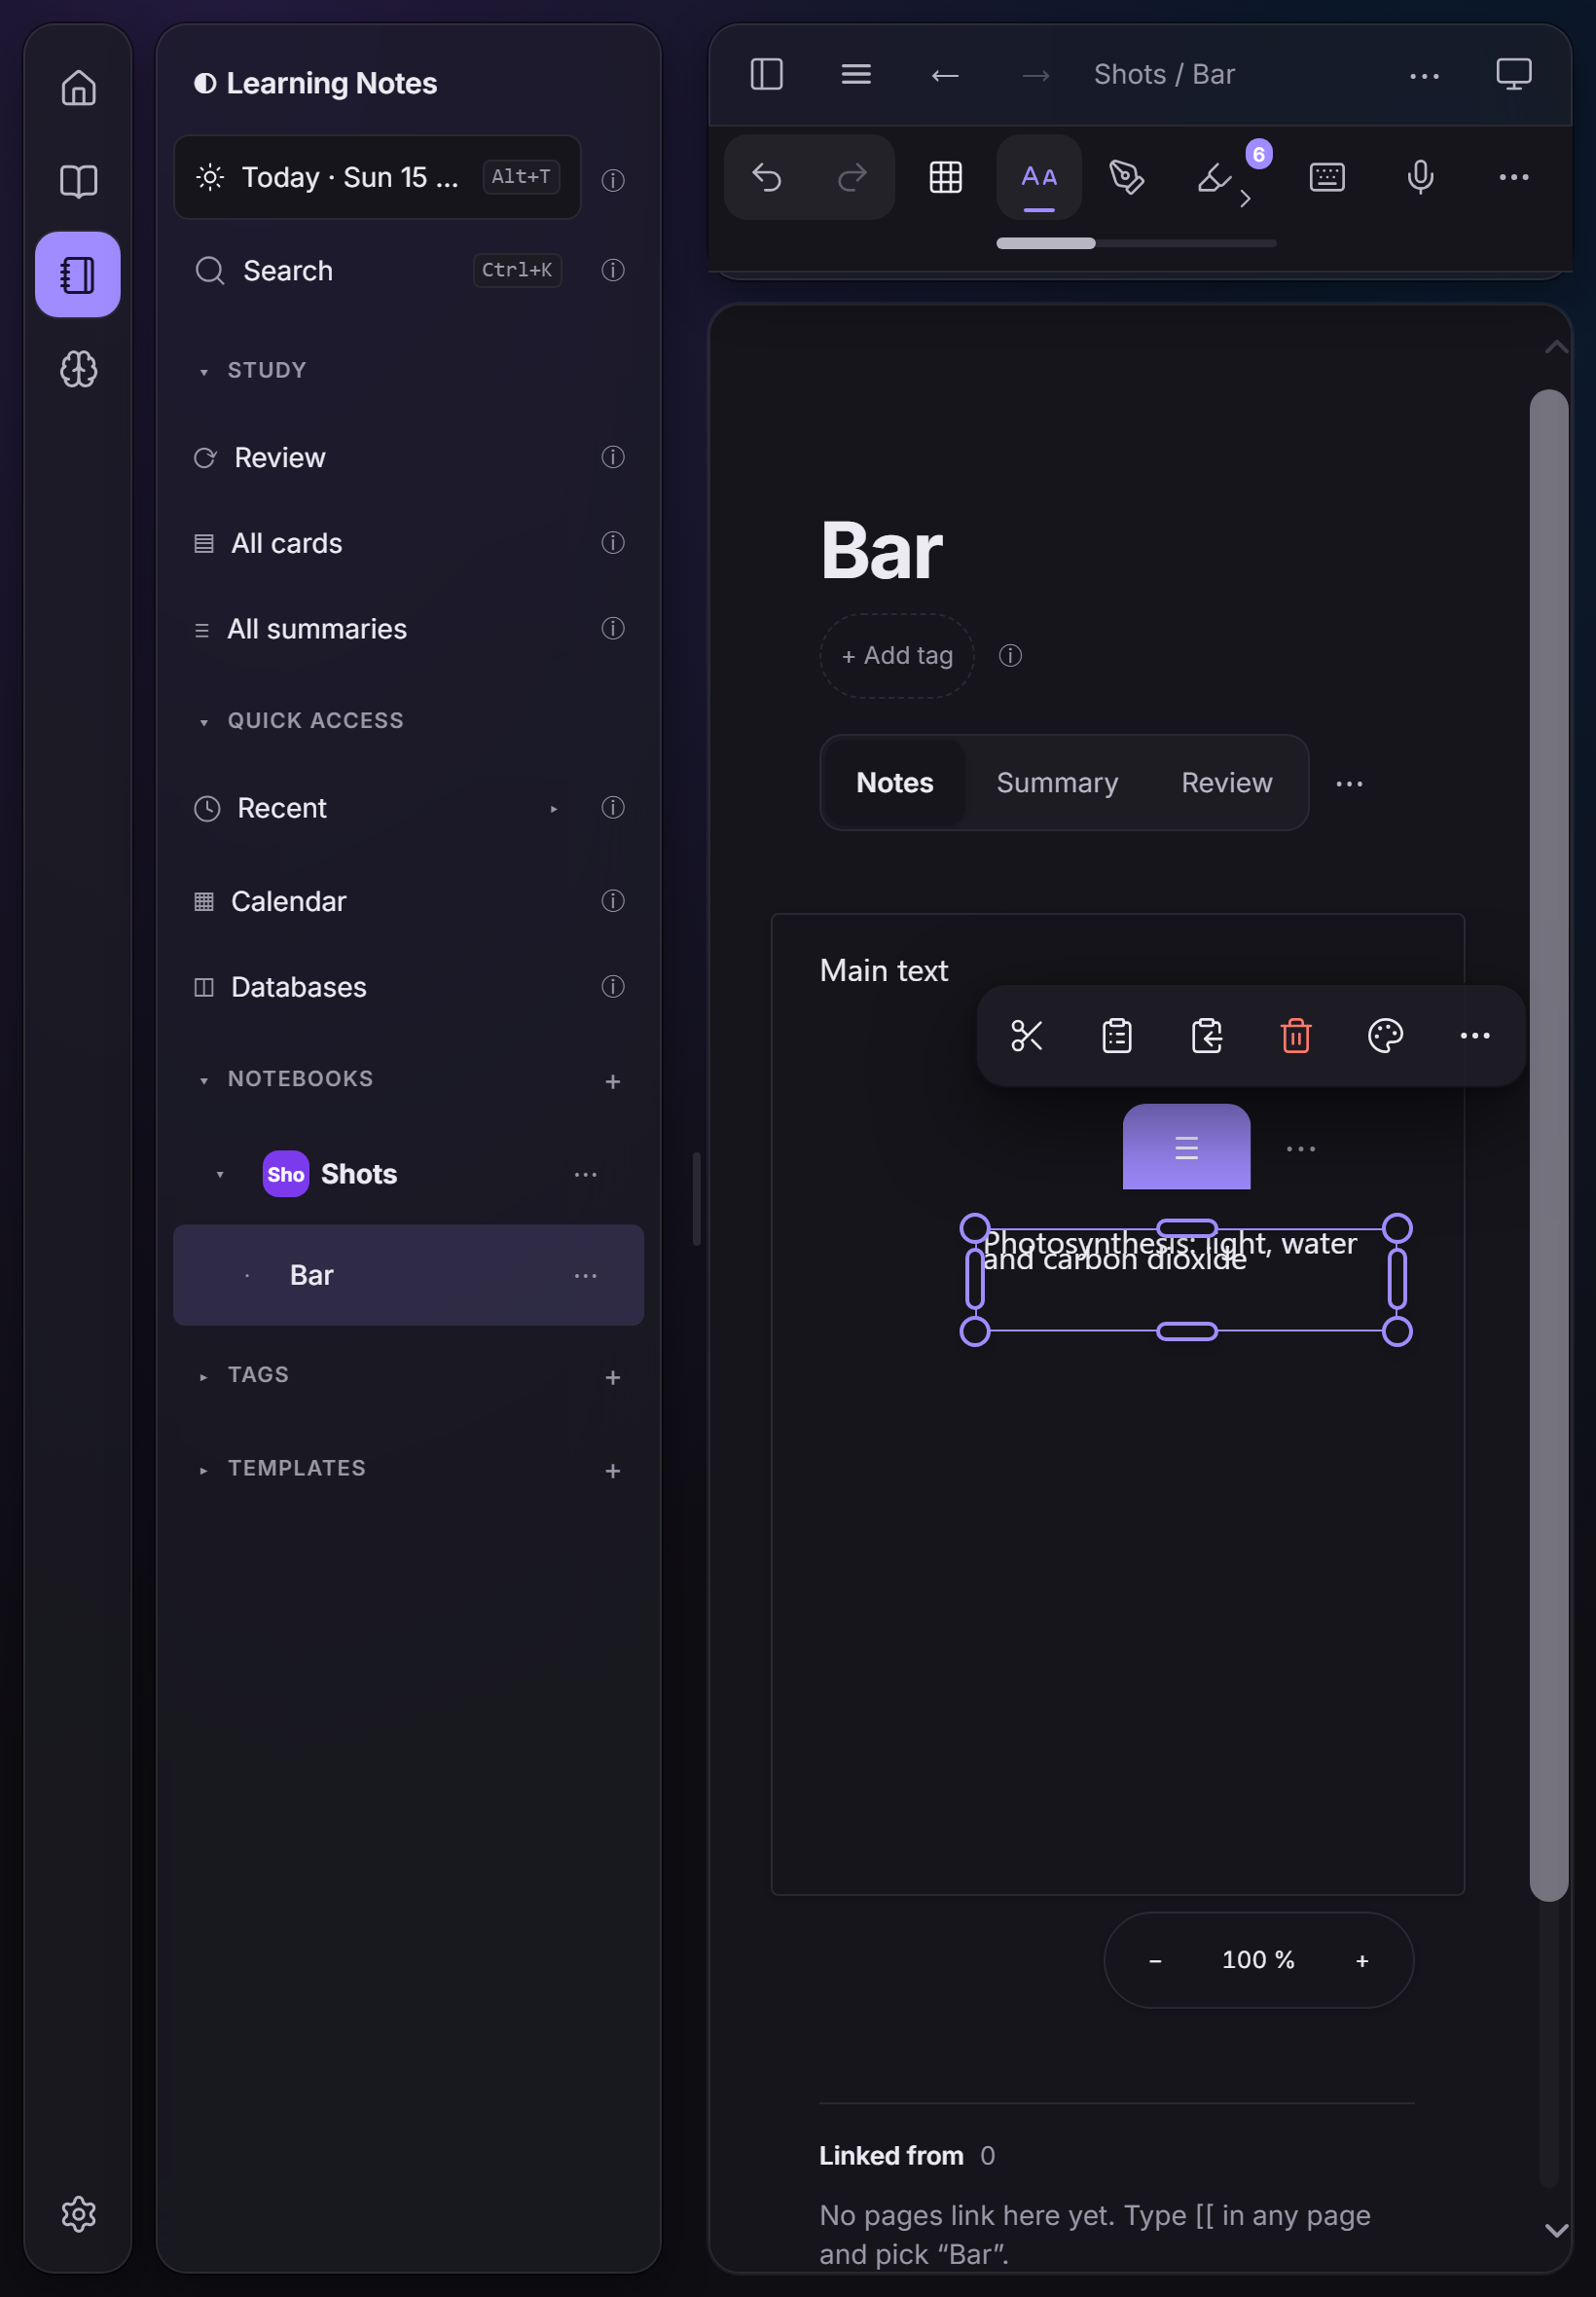 Learning Notes
Today · Sun 15 ... Alt+T
Search Ctrl+K
STUDY
Review
All cards
All summaries
QUICK ACCESS
Recent
Calendar
Databases
NOTEBOOKS
Sho Shots
Bar
TAGS
TEMPLATES
Shots / Bar
AA
6
Bar
+ Add tag
Notes Summary Review
Main text
Photosynthesis: light, water
and carbon dioxide
− 100 % +
Linked from 0
No pages link here yet. Type [[ in any page
and pick “Bar”.